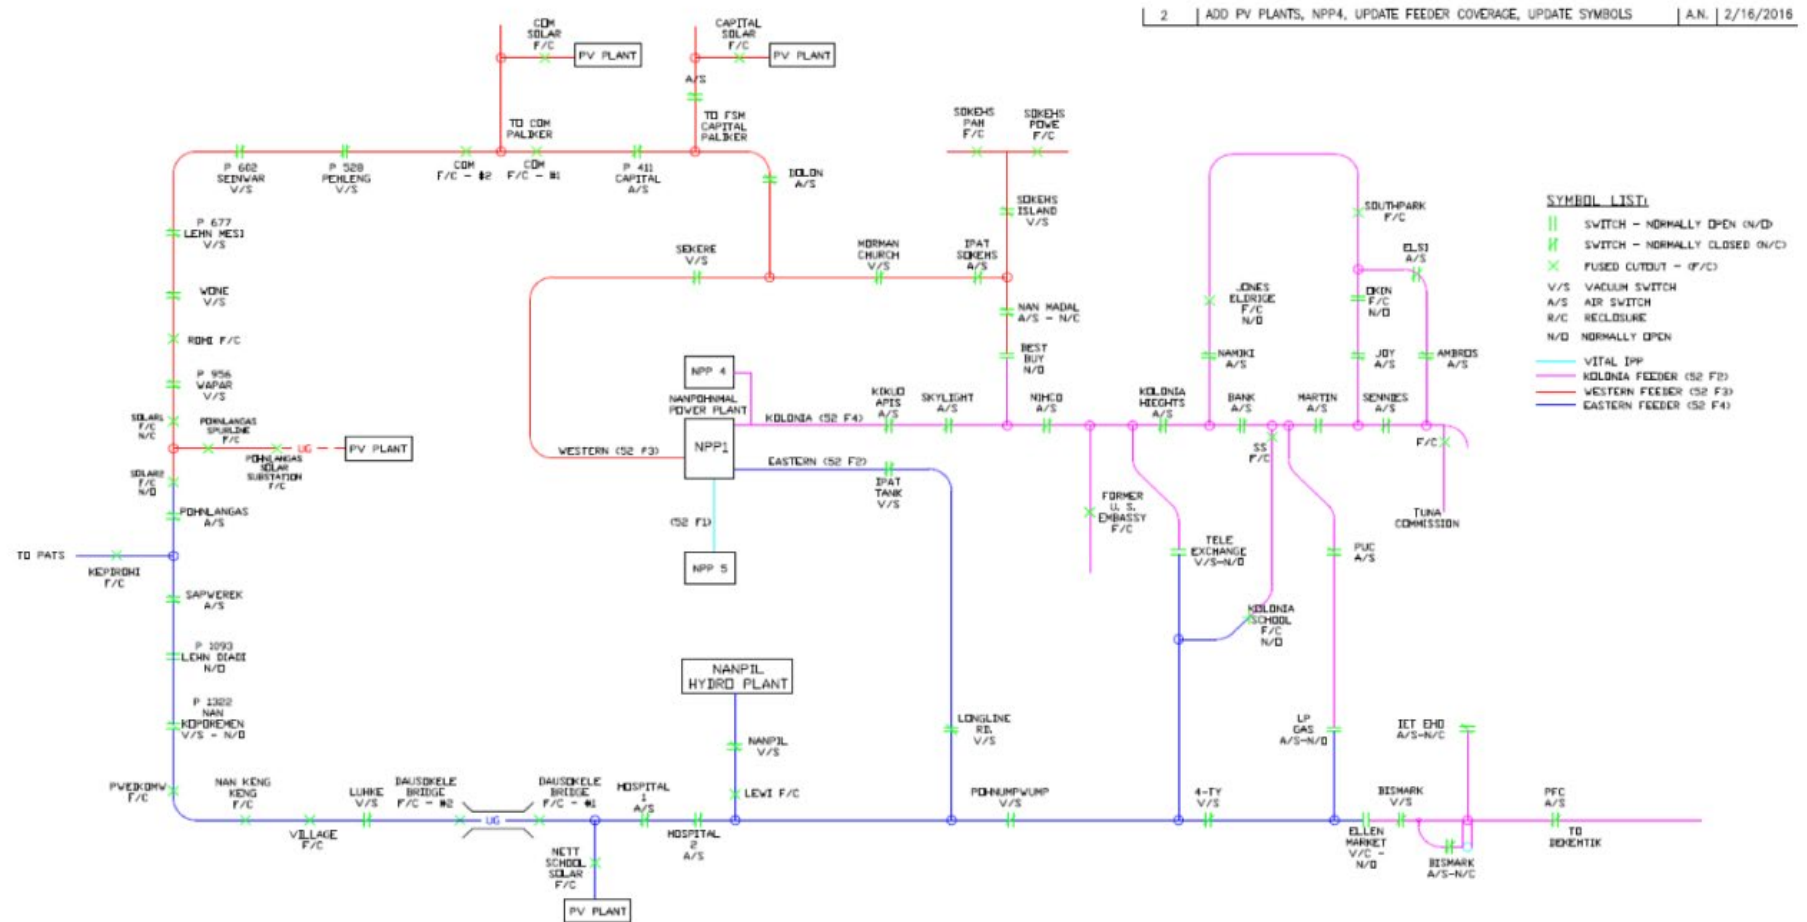 2 ADD PV PLANTS, NPP4, UPDATE FEEDER COVERAGE, UPDATE SYMBOLS A.N. 2/16/2016
COM
SOLAR
F/C
PV PLANT
CAPITAL
SOLAR
F/C
PV PLANT
A/S
TO COM
PALIKER
TO FSM
CAPITAL
PALIKER
P 602
SEINWAR
V/S
P 528
PEHLENG
V/S
COM
F/C - #2
COM
F/C - #1
P 411
CAPITAL
A/S
DOLON
A/S
SOKEHS
PAH
F/C
SOKEHS
POWE
F/C
SOKEHS
ISLAND
V/S
P 677
LEHN MESI
V/S
SEKERE
V/S
MORMAN
CHURCH
V/S
IPAT
SOKEHS
A/S
WONE
V/S
NAN MADAL
A/S - N/C
BEST
BUY
N/O
ROHI F/C
P 956
WAPAR
V/S
SOLAR1
F/C
N/C
POHNLANGAS
SPURLINE
F/C
UG
PV PLANT
POHNLANGAS
SOLAR
SUBSTATION
F/C
SOLAR2
F/C
N/O
POHNLANGAS
A/S
TO PATS
KEPIROHI
F/C
SAPWEREK
A/S
P 1093
LEHN DIADI
N/O
P 1322
NAN
KOPOREMEN
V/S - N/O
PWEIKOMW
F/C
NAN KENG
KENG
F/C
VILLAGE
F/C
LUHKE
V/S
DAUSOKELE
BRIDGE
F/C - #2
UG
DAUSOKELE
BRIDGE
F/C - #1
NETT
SCHOOL
SOLAR
F/C
PV PLANT
HOSPITAL
1
A/S
HOSPITAL
2
A/S
NANPIL
HYDRO PLANT
NANPIL
V/S
LEWI F/C
NPP 4
NANPOHNMAL
POWER PLANT
NPP1
WESTERN (52 F3)
KOLONIA (52 F4)
EASTERN (52 F2)
(52 F1)
NPP 5
KIKUO
APIS
A/S
SKYLIGHT
A/S
NIHCO
A/S
IPAT
TANK
V/S
LONGLINE
RD.
V/S
POHNUMPWUMP
V/S
KOLONIA
HIEGHTS
A/S
JONES
ELDRIGE
F/C
N/O
NAMIKI
A/S
BANK
A/S
MARTIN
A/S
SENNIES
A/S
SOUTHPARK
F/C
ELSI
A/S
OKIN
F/C
N/O
JOY
A/S
AMBROS
A/S
F/C
SS
F/C
TUNA
COMMISSION
FORMER
U. S.
EMBASSY
F/C
TELE
EXCHANGE
V/S-N/O
KOLONIA
SCHOOL
F/C
N/O
PUC
A/S
LP
GAS
A/S-N/O
4-TY
V/S
ELLEN
MARKET
V/C -
N/O
BISMARK
V/S
BISMARK
A/S-N/C
IET EHO
A/S-N/C
PFC
A/S
TO
DEKEHTIK
SYMBOL LIST:
SWITCH - NORMALLY OPEN (N/O)
SWITCH - NORMALLY CLOSED (N/C)
FUSED CUTOUT - (F/C)
V/S VACUUM SWITCH
A/S AIR SWITCH
R/C RECLOSURE
N/O NORMALLY OPEN
VITAL IPP
KOLONIA FEEDER (52 F2)
WESTERN FEEDER (52 F3)
EASTERN FEEDER (52 F4)